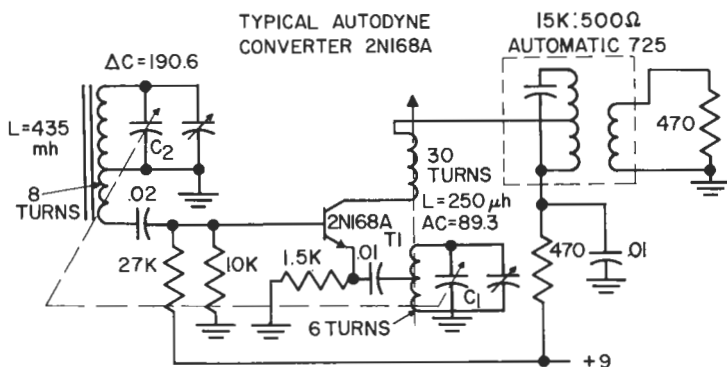 TYPICAL AUTODYNE
CONVERTER 2N168A
15K:500Ω
AUTOMATIC 725
ΔC=190.6
L=435
mh
C2
8
TURNS
.02
27K
10K
2N168A
T1
1.5K
.01
30
TURNS
L=250 μh
AC=89.3
C1
6 TURNS
470
.01
470
+9